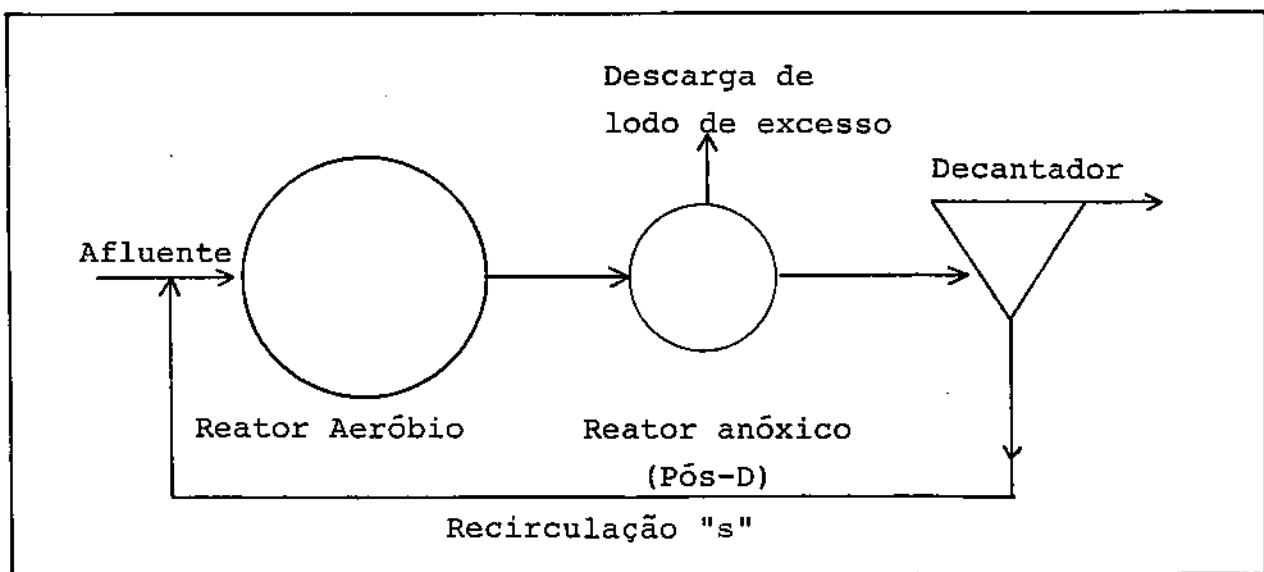 Descarga de
lodo de excesso
Decantador
Afluente
Reator Aeróbio
Reator anóxico
(Pós-D)
Recirculação "s"